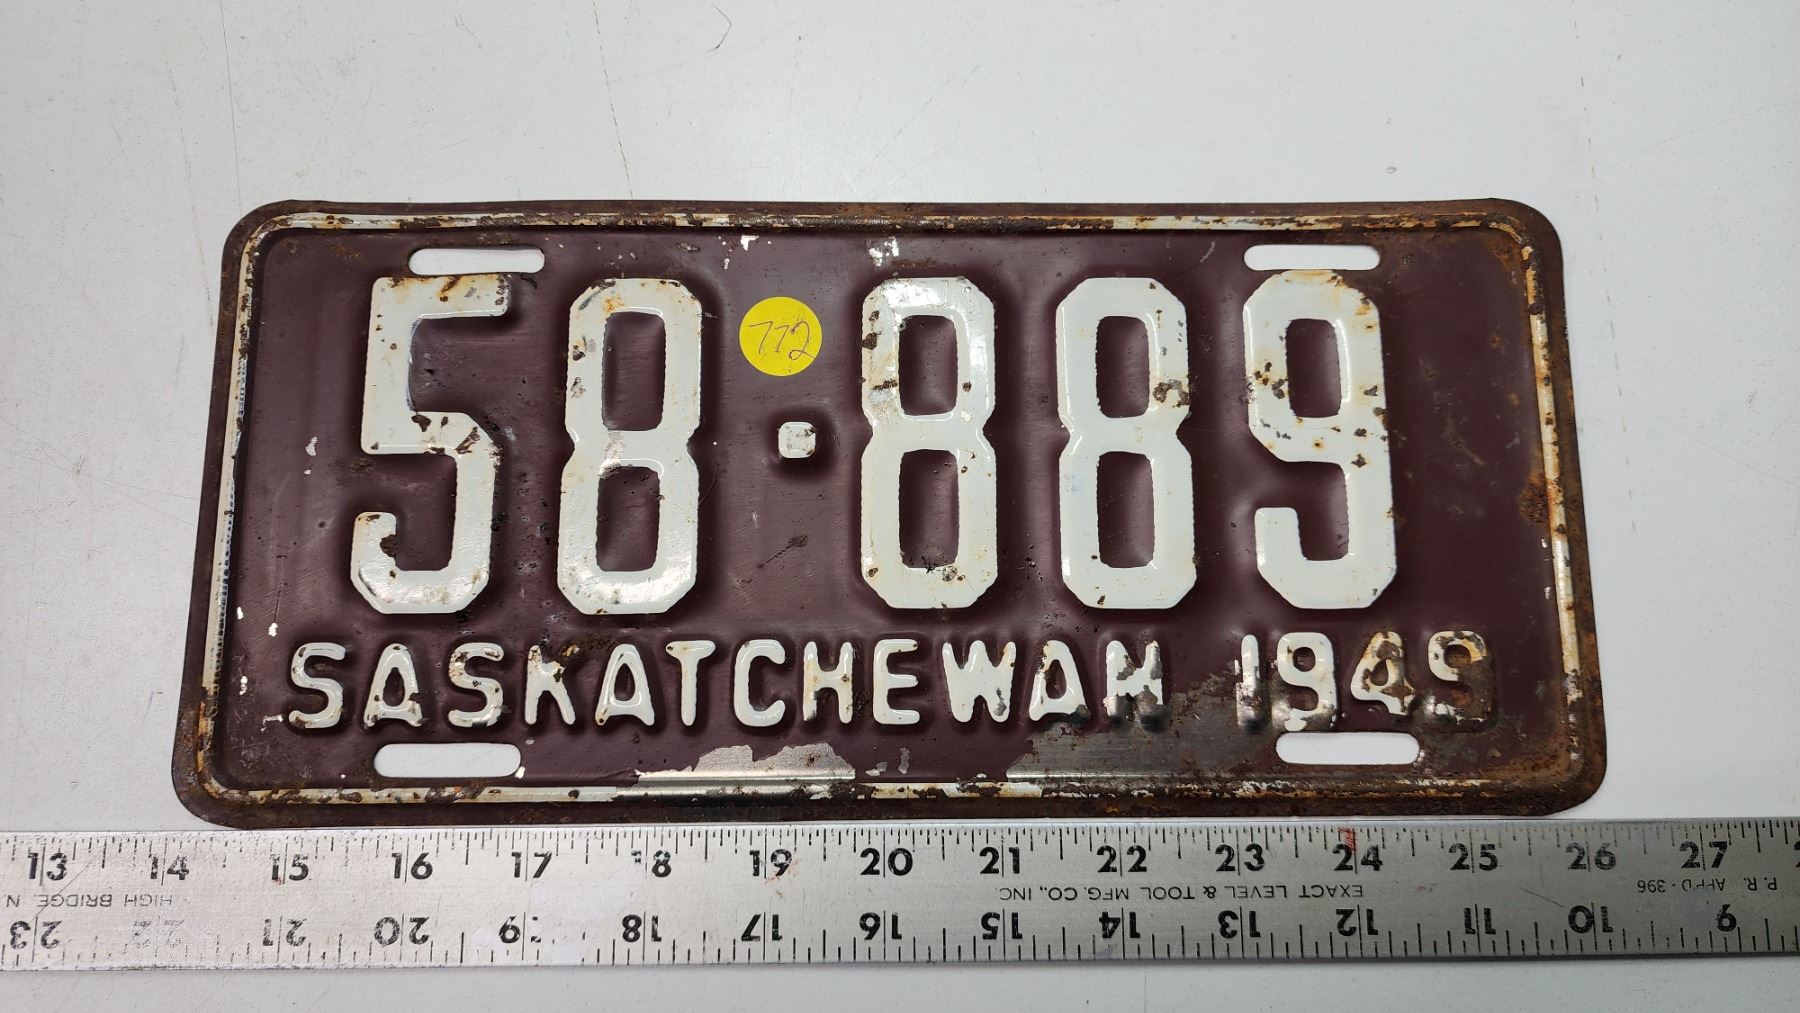 772
58·889
SASKATCHEWAN 1949
13 14 15 16 17 18 19 20 21 22 23 24 25 26 27
HIGH BRIDGE N EXACT LEVEL & TOOL MFG. CO., INC. P. R. APP'D - 396
23 22 21 20 19 18 17 16 15 14 13 12 11 10 9